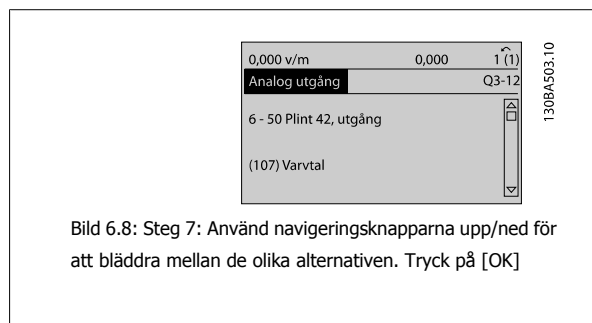 0,000 v/m 0,000 1 (1)
Analog utgång Q3-12
6 - 50 Plint 42, utgång
(107) Varvtal
130BA503.10
Bild 6.8: Steg 7: Använd navigeringsknapparna upp/ned för
att bläddra mellan de olika alternativen. Tryck på [OK]